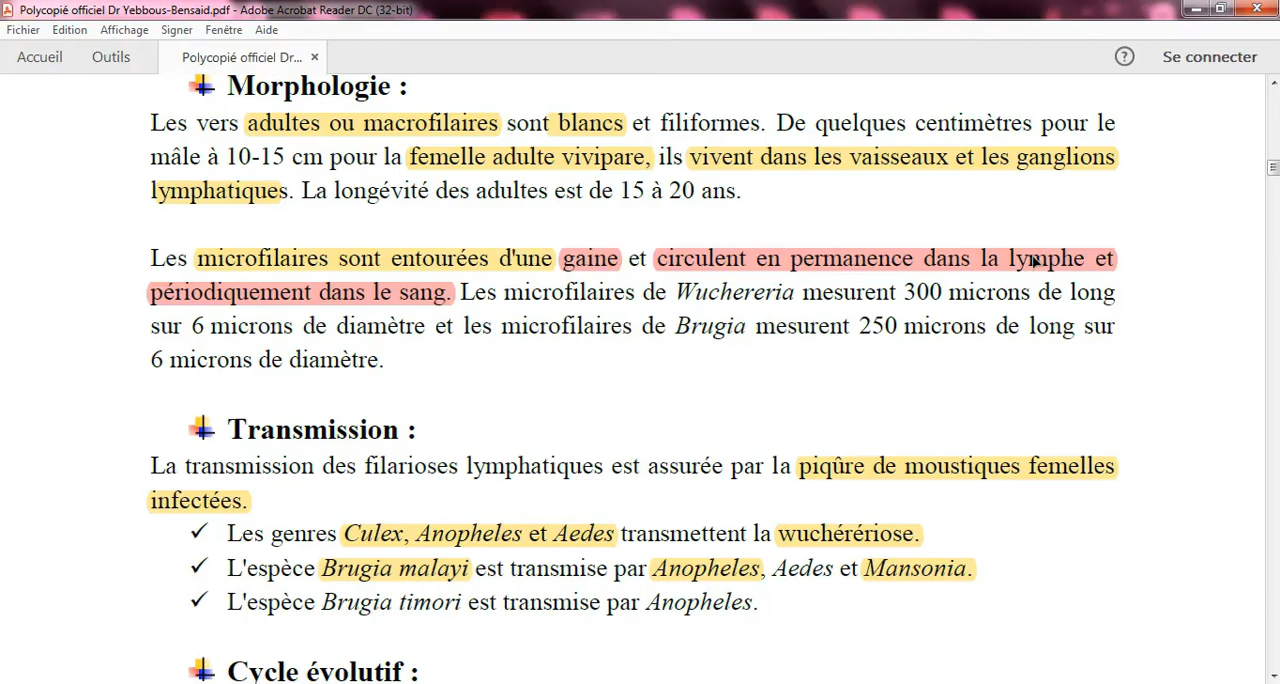 Polycopié officiel Dr Yebbous-Bensaid.pdf - Adobe Acrobat Reader DC (32-bit)
Fichier Edition Affichage Signer Fenêtre Aide
Accueil Outils Polycopié officiel Dr... × ? Se connecter
Morphologie :
Les vers adultes ou macrofilaires sont blancs et filiformes. De quelques centimètres pour le
mâle à 10-15 cm pour la femelle adulte vivipare, ils vivent dans les vaisseaux et les ganglions
lymphatiques. La longévité des adultes est de 15 à 20 ans.
Les microfilaires sont entourées d'une gaine et circulent en permanence dans la lymphe et
périodiquement dans le sang. Les microfilaires de Wuchereria mesurent 300 microns de long
sur 6 microns de diamètre et les microfilaires de Brugia mesurent 250 microns de long sur
6 microns de diamètre.
Transmission :
La transmission des filarioses lymphatiques est assurée par la piqûre de moustiques femelles
infectées.
✓ Les genres Culex, Anopheles et Aedes transmettent la wuchérériose.
✓ L'espèce Brugia malayi est transmise par Anopheles, Aedes et Mansonia.
✓ L'espèce Brugia timori est transmise par Anopheles.
Cycle évolutif :